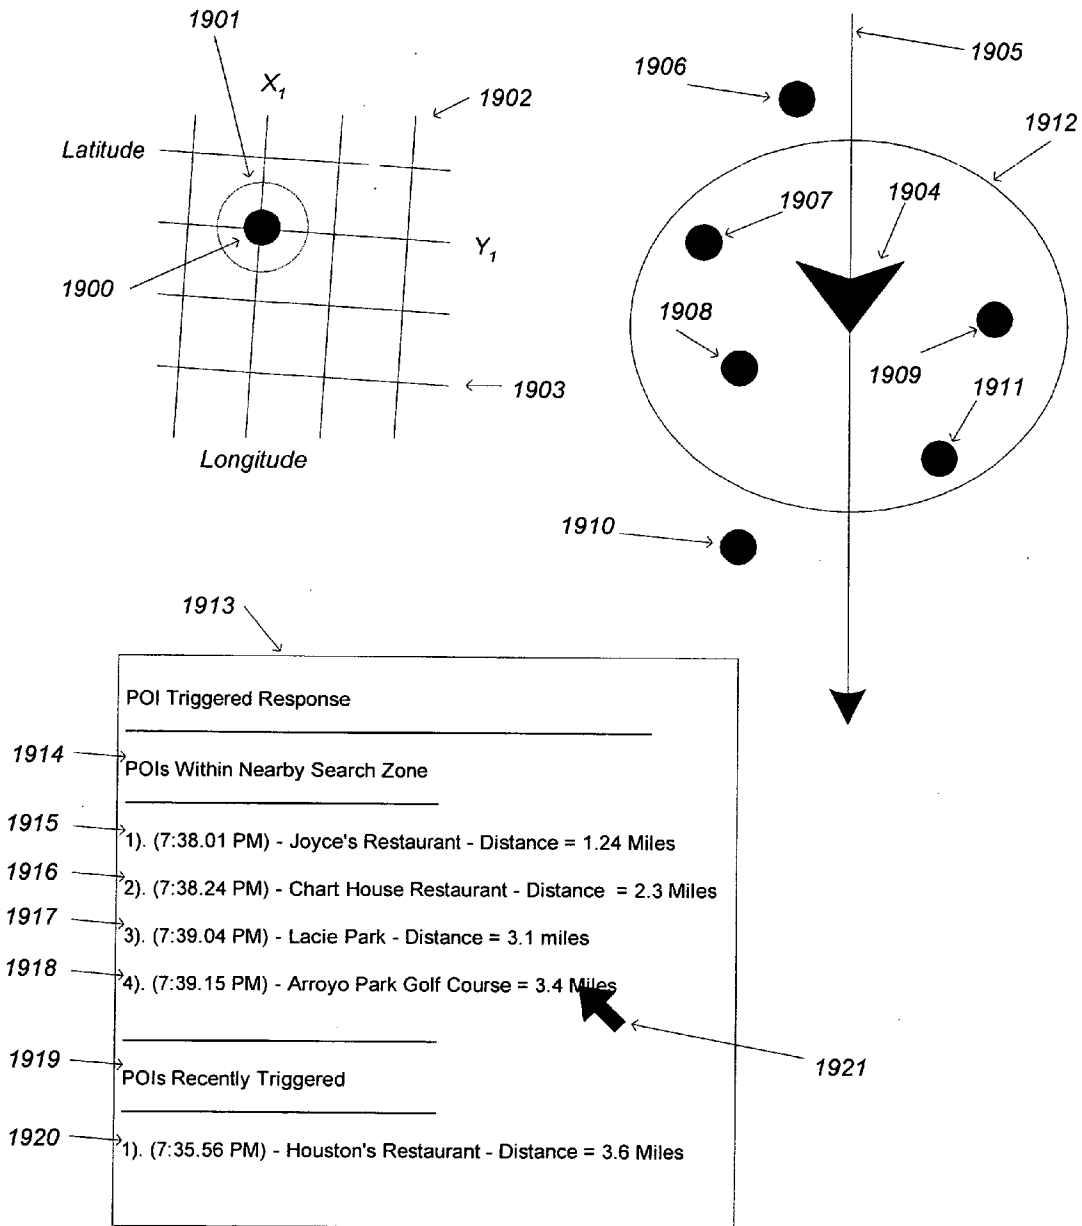 1901
X1
1902
Latitude
Y1
1900
1903
Longitude
1905
1906
1912
1907
1904
1908
1909
1911
1910
1913
POI Triggered Response
1914
POIs Within Nearby Search Zone
1915
1). (7:38.01 PM) - Joyce's Restaurant - Distance = 1.24 Miles
1916
2). (7:38.24 PM) - Chart House Restaurant - Distance = 2.3 Miles
1917
3). (7:39.04 PM) - Lacie Park - Distance = 3.1 miles
1918
4). (7:39.15 PM) - Arroyo Park Golf Course = 3.4 Miles
1921
1919
POIs Recently Triggered
1920
1). (7:35.56 PM) - Houston's Restaurant - Distance = 3.6 Miles